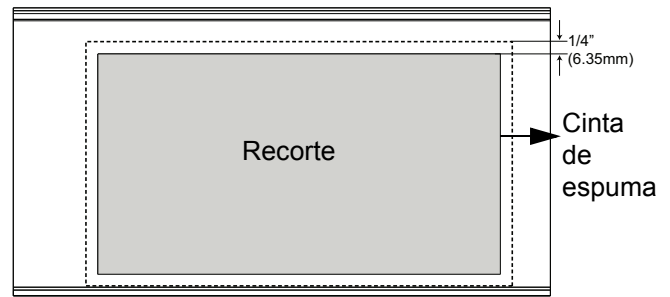 1/4"
(6.35mm)
Recorte
Cinta
de
espuma